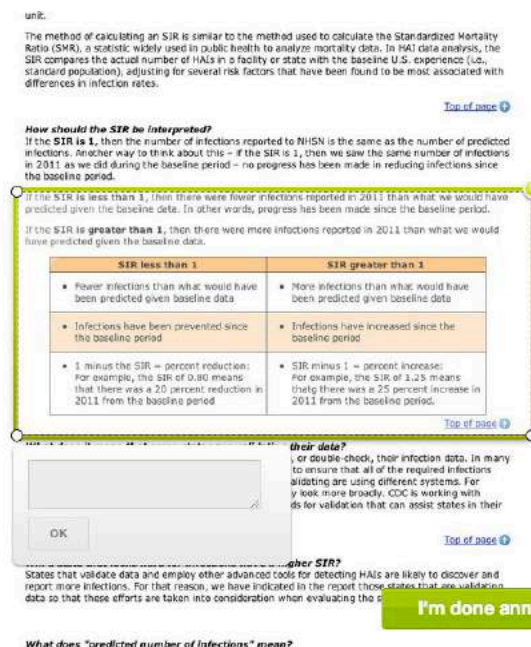 unit.
The method of calculating an SIR is similar to the method used to calculate the Standardized Mortality
Ratio (SMR), a statistic widely used in public health to analyze mortality data. In HAI data analysis, the
SIR compares the actual number of HAIs in a facility or state with the baseline U.S. experience (i.e.,
standard population), adjusting for several risk factors that have been found to be most associated with
differences in infection rates.
Top of page
How should the SIR be interpreted?
If the SIR is 1, then the number of infections reported to NHSN is the same as the number of predicted
infections. Another way to think about this – if the SIR is 1, then we saw the same number of infections
in 2011 as we did during the baseline period – no progress has been made in reducing infections since
the baseline period.
If the SIR is less than 1, then there were fewer infections reported in 2011 than what we would have
predicted given the baseline data. In other words, progress has been made since the baseline period.
If the SIR is greater than 1, then there were more infections reported in 2011 than what we would
have predicted given the baseline data.
SIR less than 1
SIR greater than 1
• Fewer infections than what would have
been predicted given baseline data
• More infections than what would have
been predicted given baseline data
• Infections have been prevented since
the baseline period
• Infections have increased since the
baseline period
• 1 minus the SIR = percent reduction:
For example, the SIR of 0.80 means
that there was a 20 percent reduction in
2011 from the baseline period
• SIR minus 1 = percent increase:
For example, the SIR of 1.25 means
thatg there was a 25 percent increase in
2011 from the baseline period.
Top of page
their data?
, or double-check, their infection data. In many
to ensure that all of the required infections
alidating are using different systems. For
y look more broadly. CDC is working with
ds for validation that can assist states in their
OK
Top of page
higher SIR?
States that validate data and employ other advanced tools for detecting HAIs are likely to discover and
report more infections. For that reason, we have indicated in the report those states that are validating
data so that these efforts are taken into consideration when evaluating the s
I'm done ann
What does "predicted number of infections" mean?